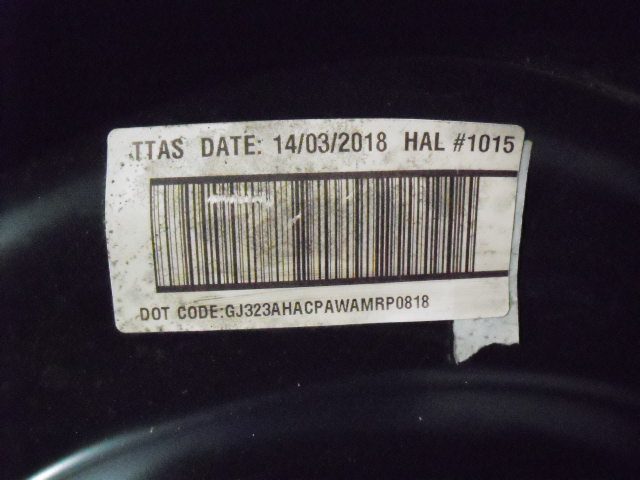 TTAS DATE: 14/03/2018 HAL #1015
DOT CODE:GJ323AHACPAWAMRP0818